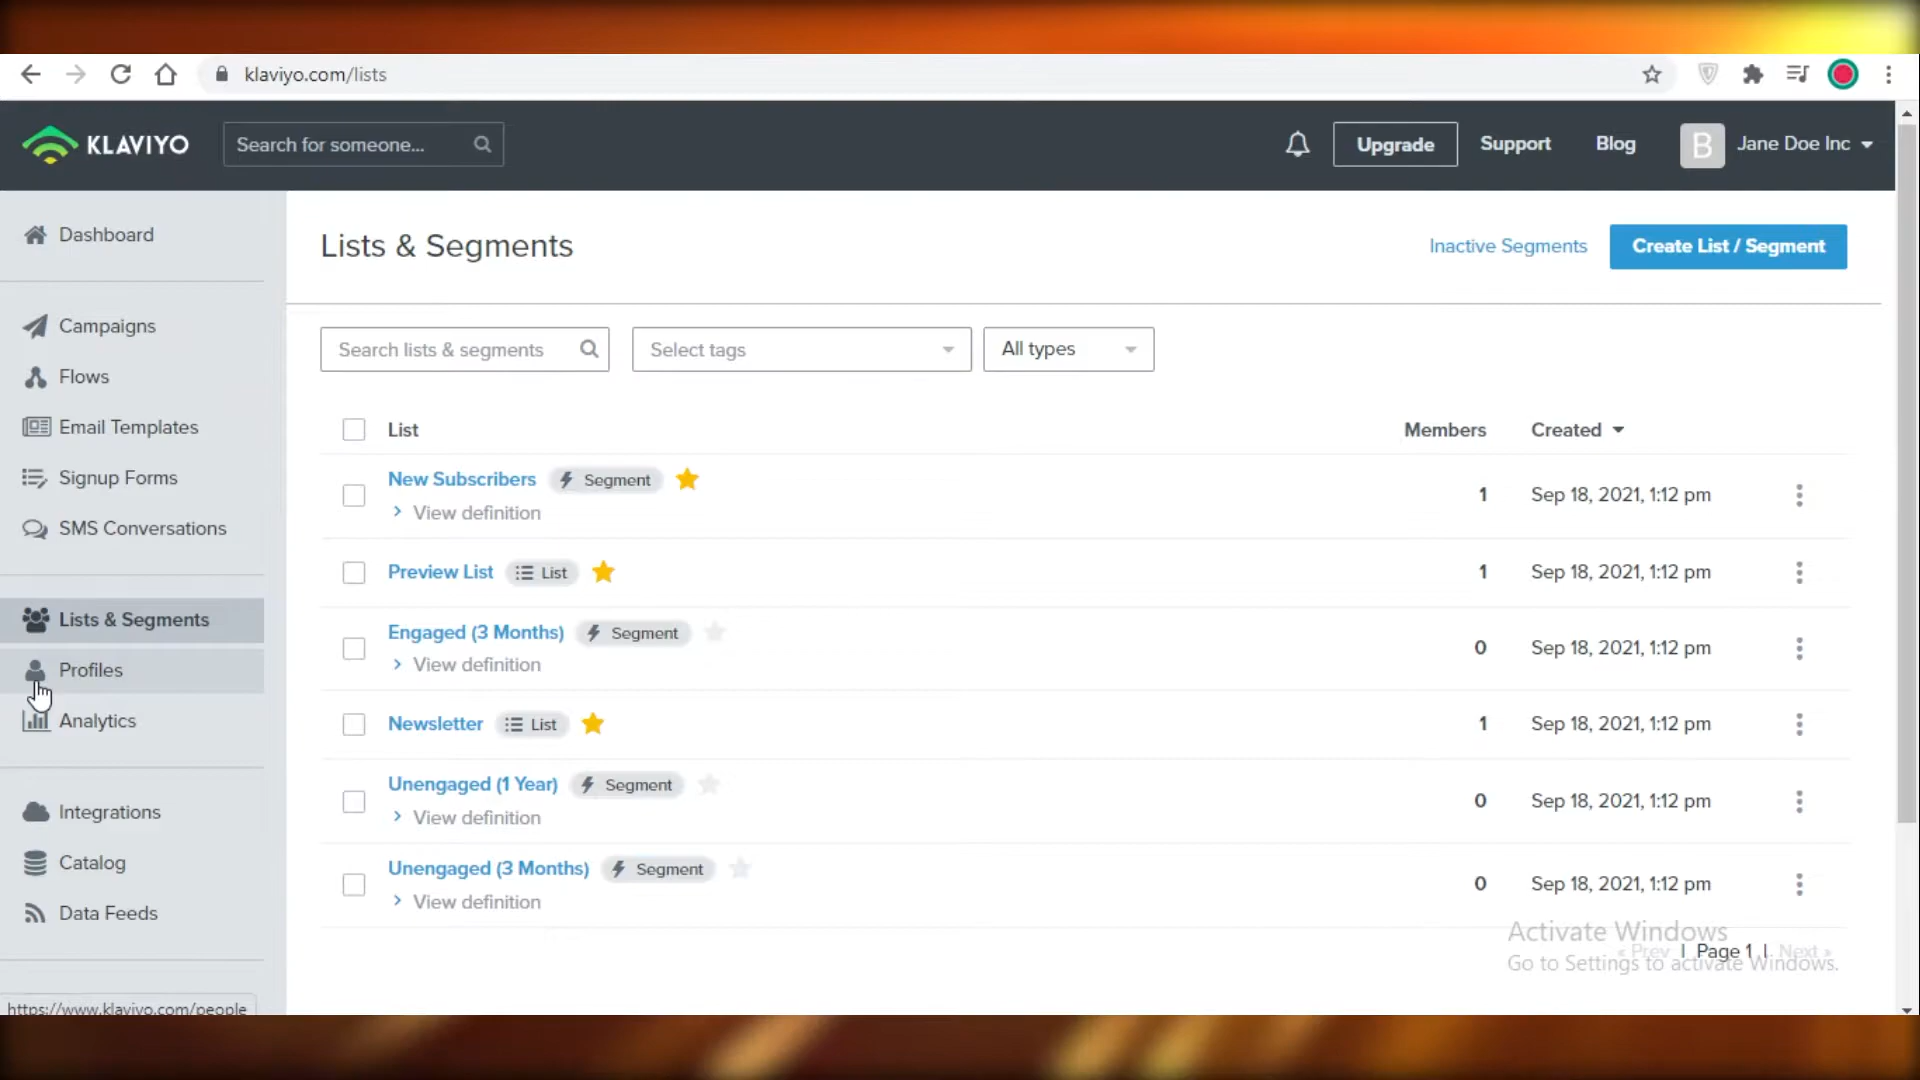 klaviyo.com/lists
KLAVIYO
Search for someone...
Upgrade
Support
Blog
B
Jane Doe Inc
Dashboard
Campaigns
Flows
Email Templates
Signup Forms
SMS Conversations
Lists & Segments
Profiles
Analytics
Integrations
Catalog
Data Feeds
https://www.klaviyo.com/people
Lists & Segments
Inactive Segments
Create List / Segment
Search lists & segments
Select tags
All types
List
Members
Created
New Subscribers Segment
View definition
1
Sep 18, 2021, 1:12 pm
Preview List List
1
Sep 18, 2021, 1:12 pm
Engaged (3 Months) Segment
View definition
0
Sep 18, 2021, 1:12 pm
Newsletter List
1
Sep 18, 2021, 1:12 pm
Unengaged (1 Year) Segment
View definition
0
Sep 18, 2021, 1:12 pm
Unengaged (3 Months) Segment
View definition
0
Sep 18, 2021, 1:12 pm
« Prev | Page 1 | Next »
Activate Windows
Go to Settings to activate Windows.